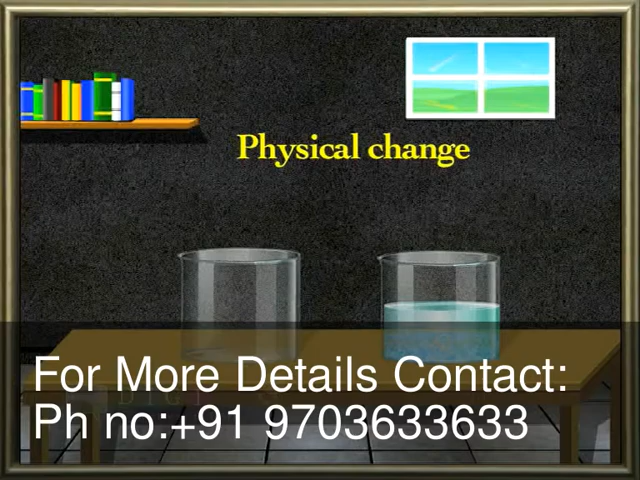 Physical change
For More Details Contact:
Ph no:+91 9703633633